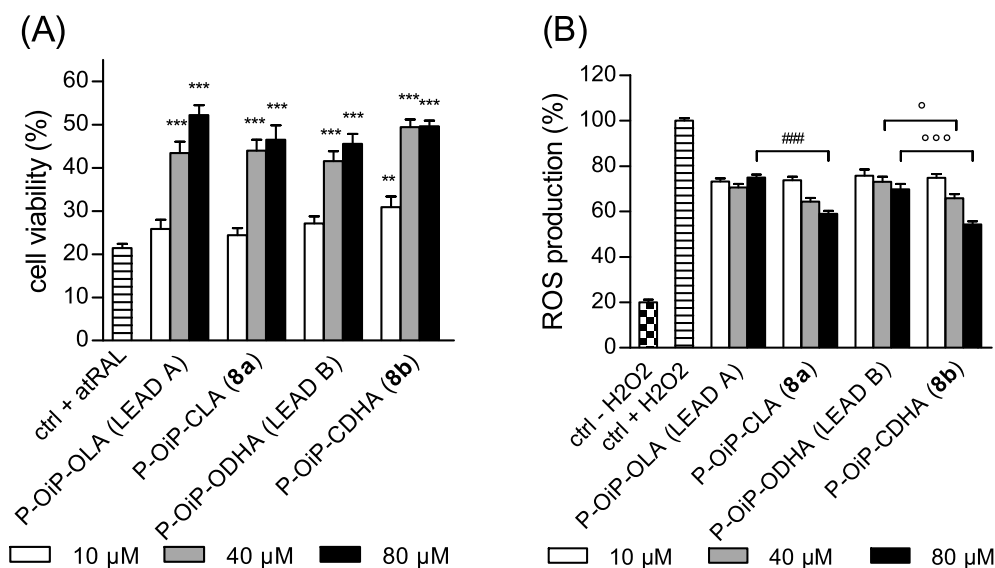 (A)
cell viability (%)
60
50
40
30
20
10
0
***
***
***
***
***
***
**
***
***
ctrl + atRAL
P-OiP-OLA (LEAD A)
P-OiP-CLA (8a)
P-OiP-ODHA (LEAD B)
P-OiP-CDHA (8b)
10 µM
40 µM
80 µM
(B)
ROS production (%)
120
100
80
60
40
20
0
##
°
°°°
ctrl - H2O2
ctrl + H2O2
P-OiP-OLA (LEAD A)
P-OiP-CLA (8a)
P-OiP-ODHA (LEAD B)
P-OiP-CDHA (8b)
10 µM
40 µM
80 µM